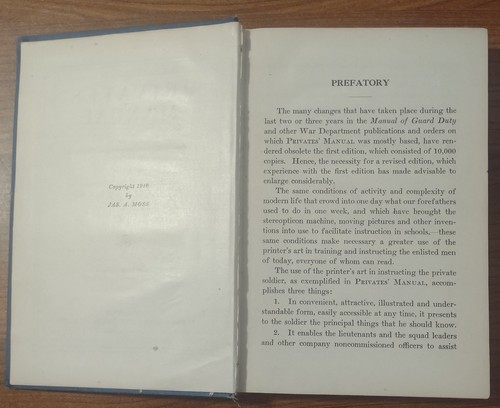 Copyright
by
JAS. A. MOSS
PREFATORY
The many changes that have taken place during the
last two or three years in the Manual of Guard Duty
and other War Department publications and orders on
which PRIVATES' MANUAL was mostly based, have ren-
dered obsolete the first edition, which consisted of 10,000
copies. Hence, the necessity for a revised edition, which
experience with the first edition has made advisable to
enlarge considerably.
The same conditions of activity and complexity of
modern life that crowd into one day what our forefathers
used to do in one week, and which have brought the
stereopticon machine, moving pictures and other inven-
tions into use to facilitate instruction in schools,—these
same conditions make necessary a greater use of the
printer's art in training and instructing the enlisted men
of today, everyone of whom can read.
The use of the printer's art in instructing the private
soldier, as exemplified in PRIVATES' MANUAL, accom-
plishes three things:
1. In convenient, attractive, illustrated and under-
standable form, easily accessible at any time, it presents
to the soldier the principal things that he should know.
2. It enables the lieutenants and the squad leaders
and other company noncommissioned officers to assist